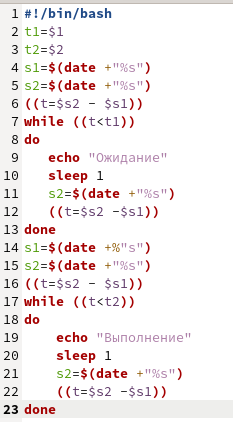 1 #!/bin/bash
2 t1=$1
3 t2=$2
4 s1=$(date +"%s")
5 s2=$(date +"%s")
6 ((t=$s2 - $s1))
7 while ((t<t1))
8 do
9    echo "Ожидание"
10    sleep 1
11    s2=$(date +"%s")
12    ((t=$s2 -$s1))
13 done
14 s1=$(date +%"s")
15 s2=$(date +"%s")
16 ((t=$s2 - $s1))
17 while ((t<t2))
18 do
19     echo "Выполнение"
20     sleep 1
21     s2=$(date +"%s")
22     ((t=$s2 -$s1))
23 done